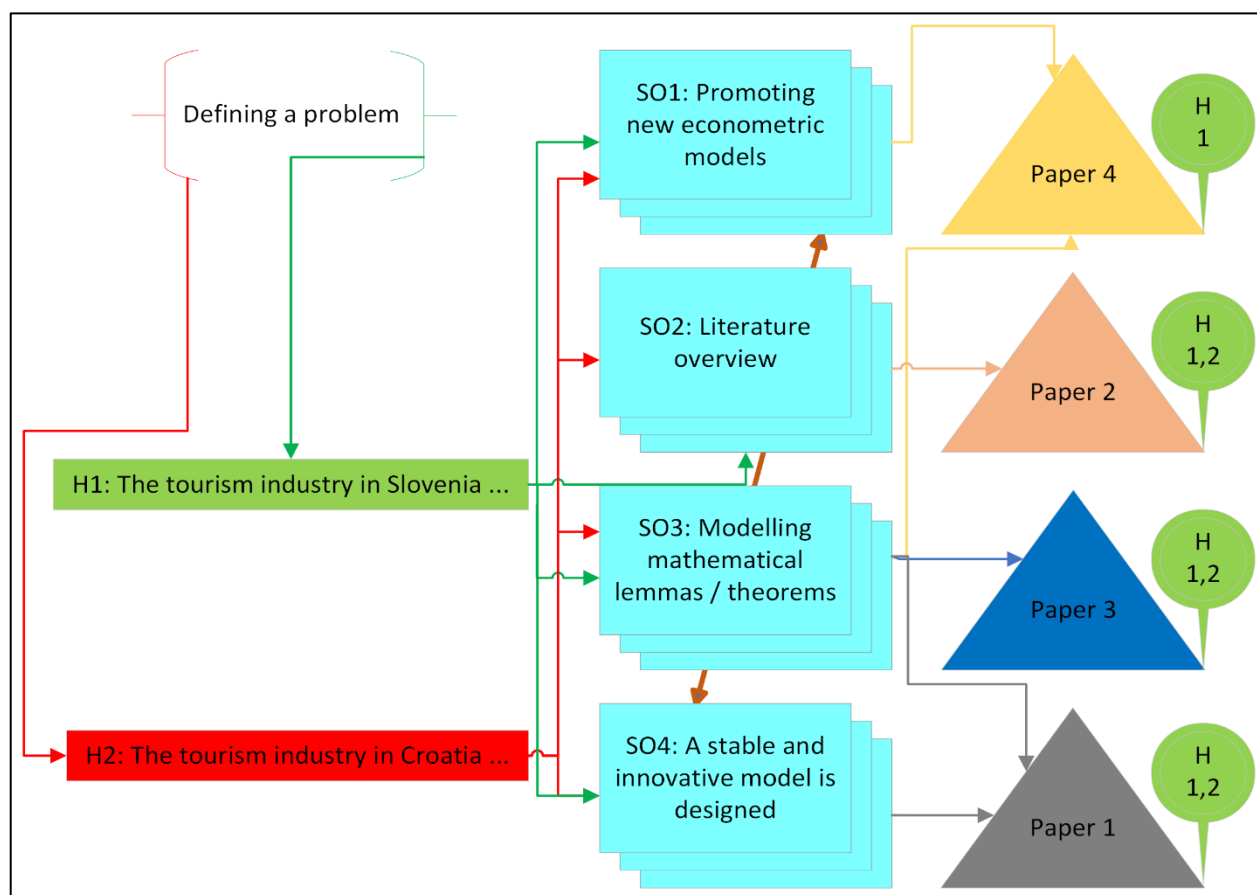 Defining a problem
H1: The tourism industry in Slovenia ...
H2: The tourism industry in Croatia ...
SO1: Promoting
new econometric
models
SO2: Literature
overview
SO3: Modelling
mathematical
lemmas / theorems
SO4: A stable and
innovative model is
designed
Paper 4
H
1
Paper 2
H
1,2
Paper 3
H
1,2
Paper 1
H
1,2